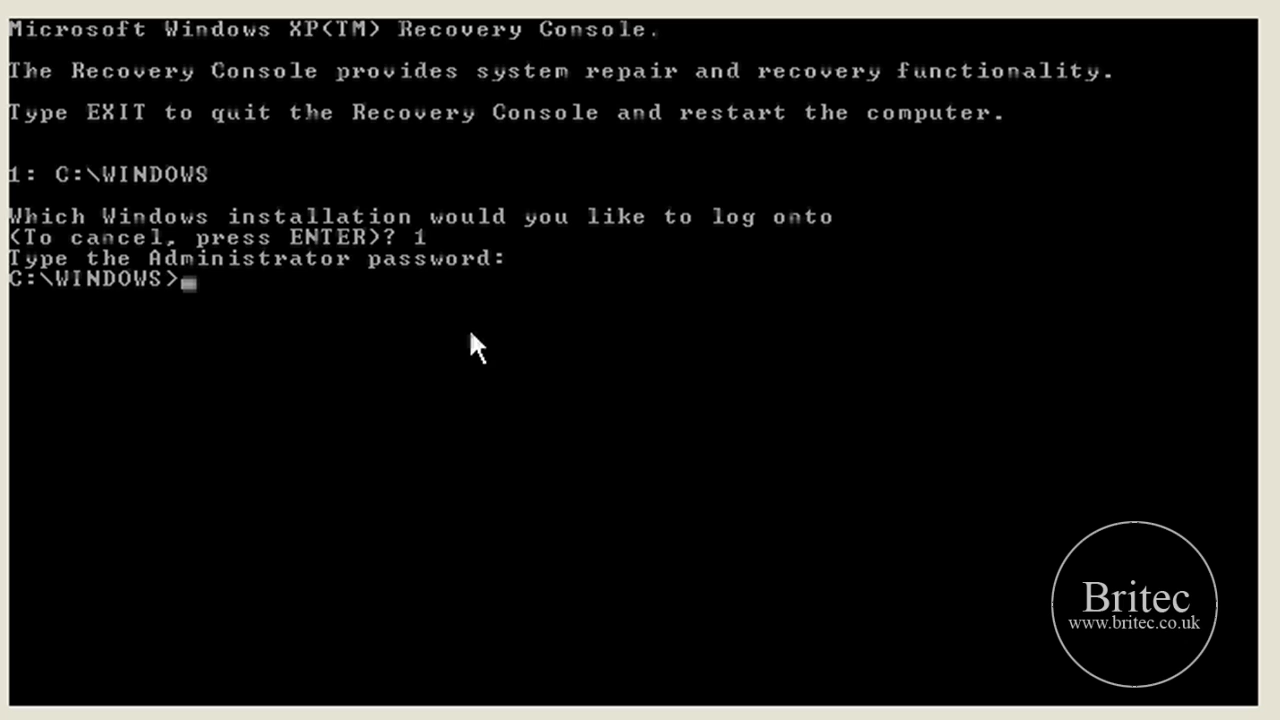 Microsoft Windows XP(TM) Recovery Console.
The Recovery Console provides system repair and recovery functionality.
Type EXIT to quit the Recovery Console and restart the computer.
1: C:\WINDOWS
Which Windows installation would you like to log onto
(To cancel, press ENTER)? 1
Type the Administrator password:
C:\WINDOWS>
Britec
www.britec.co.uk